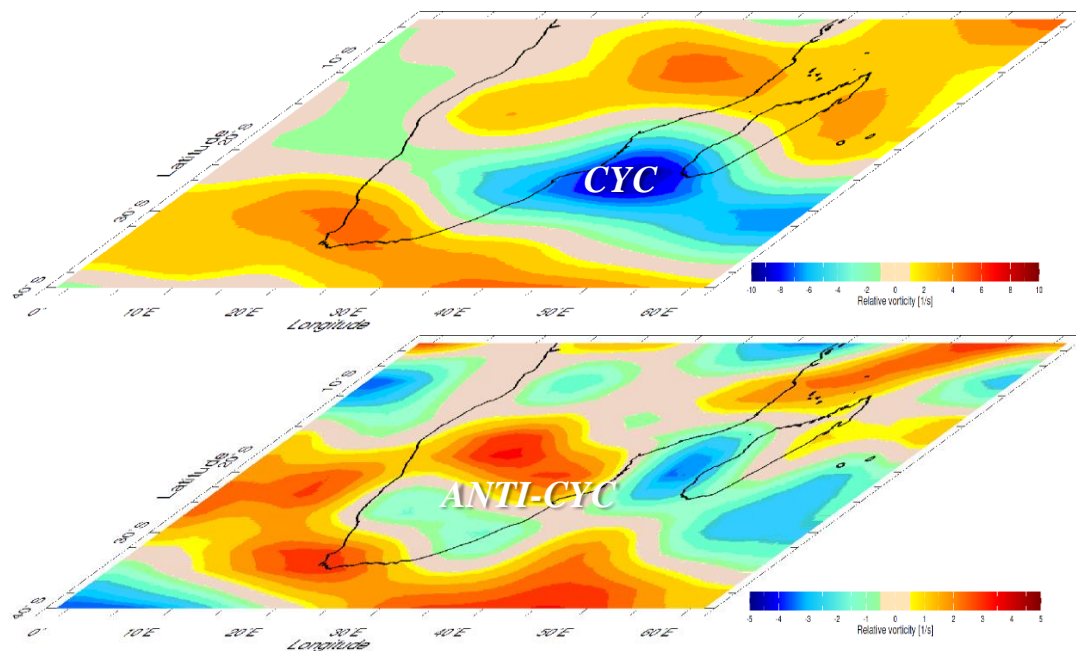 10°S
20°S
Latitude
30°S
40°S
0°
10°E
20°E
30°E
40°E
50°E
60°E
Longitude
CYC
-10 -8 -6 -4 -2 0 2 4 6 8 10
Relative vorticity [1/s]
10°S
20°S
Latitude
30°S
40°S
0°
10°E
20°E
30°E
40°E
50°E
60°E
Longitude
ANTI-CYC
-5 -4 -3 -2 -1 0 1 2 3 4 5
Relative vorticity [1/s]